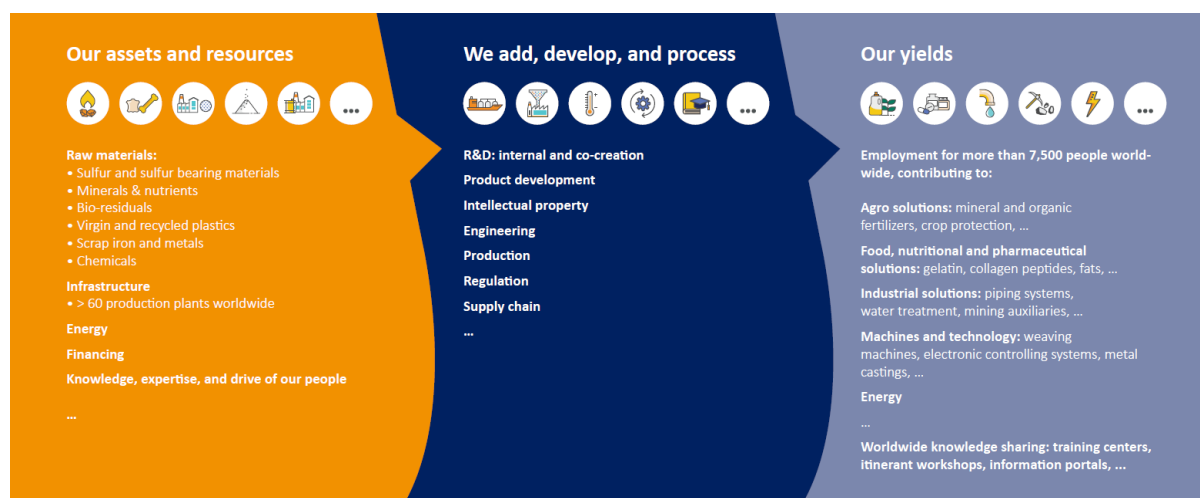 Our assets and resources
...
Raw materials:
• Sulfur and sulfur bearing materials
• Minerals & nutrients
• Bio-residuals
• Virgin and recycled plastics
• Scrap iron and metals
• Chemicals
Infrastructure
• > 60 production plants worldwide
Energy
Financing
Knowledge, expertise, and drive of our people
...
We add, develop, and process
...
R&D: internal and co-creation
Product development
Intellectual property
Engineering
Production
Regulation
Supply chain
...
Our yields
...
Employment for more than 7,500 people world-
wide, contributing to:
Agro solutions: mineral and organic
fertilizers, crop protection, ...
Food, nutritional and pharmaceutical
solutions: gelatin, collagen peptides, fats, ...
Industrial solutions: piping systems,
water treatment, mining auxiliaries, ...
Machines and technology: weaving
machines, electronic controlling systems, metal
castings, ...
Energy
...
Worldwide knowledge sharing: training centers,
itinerant workshops, information portals, ...